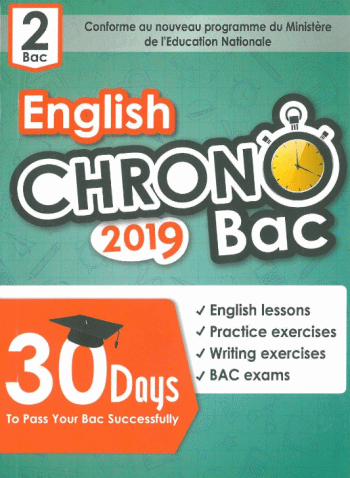 2
Bac
Conforme au nouveau programme du Ministère
de l'Education Nationale
English
CHRONO
2019 Bac
30 Days
To Pass Your Bac Successfully
✓ English lessons
✓ Practice exercises
✓ Writing exercises
✓ BAC exams